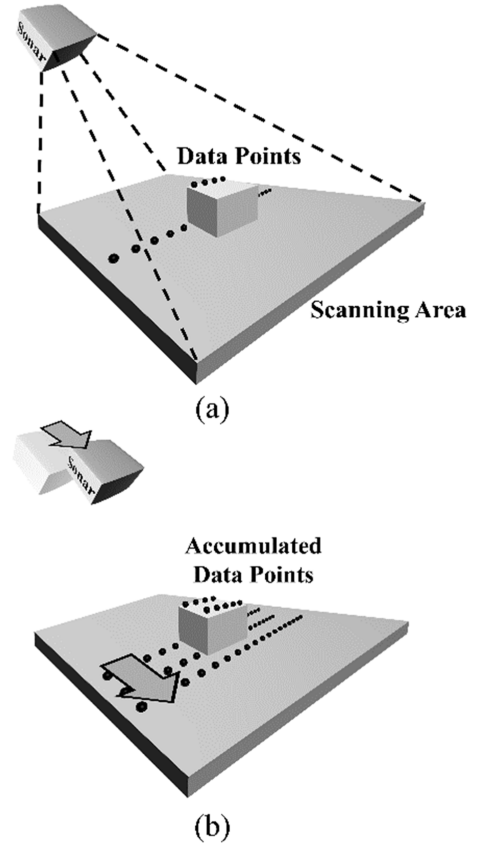 Sonar
Data Points
Scanning Area
(a)
Sonar
Accumulated
Data Points
(b)